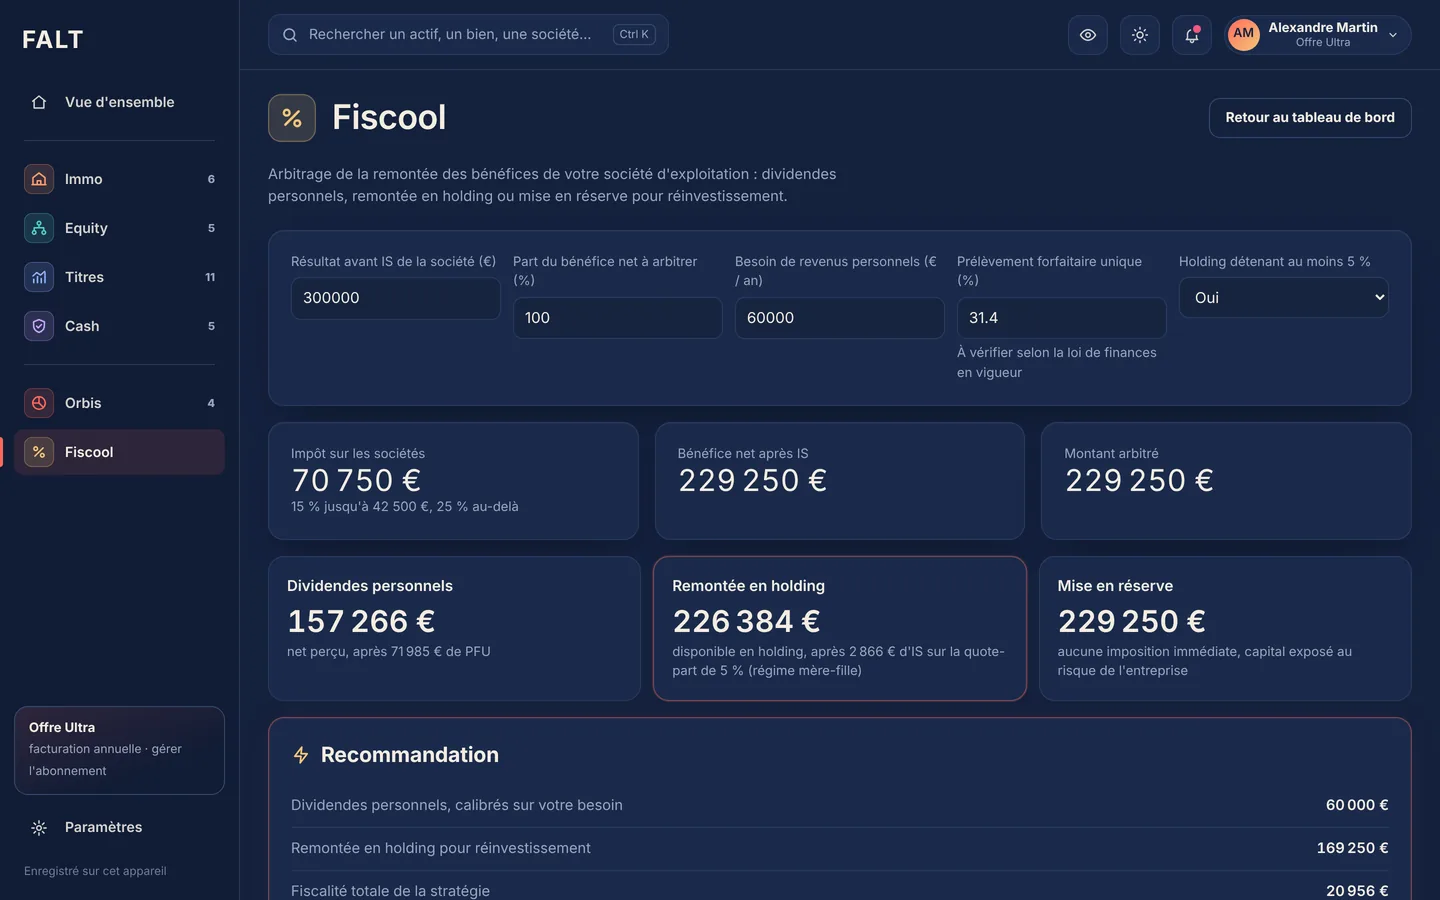 FALT
Rechercher un actif, un bien, une société…
Ctrl K
AM
Alexandre Martin
Offre Ultra
Vue d'ensemble
Immo 6
Equity 5
Titres 11
Cash 5
Orbis 4
Fiscool
Offre Ultra
facturation annuelle · gérer
l'abonnement
Paramètres
Enregistré sur cet appareil
Fiscool
Retour au tableau de bord
Arbitrage de la remontée des bénéfices de votre société d'exploitation : dividendes
personnels, remontée en holding ou mise en réserve pour réinvestissement.
Résultat avant IS de la société (€)
300000
Part du bénéfice net à arbitrer
(%)
100
Besoin de revenus personnels (€
/ an)
60000
Prélèvement forfaitaire unique
(%)
31.4
À vérifier selon la loi de finances
en vigueur
Holding détenant au moins 5 %
Oui
Impôt sur les sociétés
70 750 €
15 % jusqu'à 42 500 €, 25 % au-delà
Bénéfice net après IS
229 250 €
Montant arbitré
229 250 €
Dividendes personnels
157 266 €
net perçu, après 71 985 € de PFU
Remontée en holding
226 384 €
disponible en holding, après 2 866 € d'IS sur la quote-
part de 5 % (régime mère-fille)
Mise en réserve
229 250 €
aucune imposition immédiate, capital exposé au
risque de l'entreprise
Recommandation
Dividendes personnels, calibrés sur votre besoin 60 000 €
Remontée en holding pour réinvestissement 169 250 €
Fiscalité totale de la stratégie 20 956 €